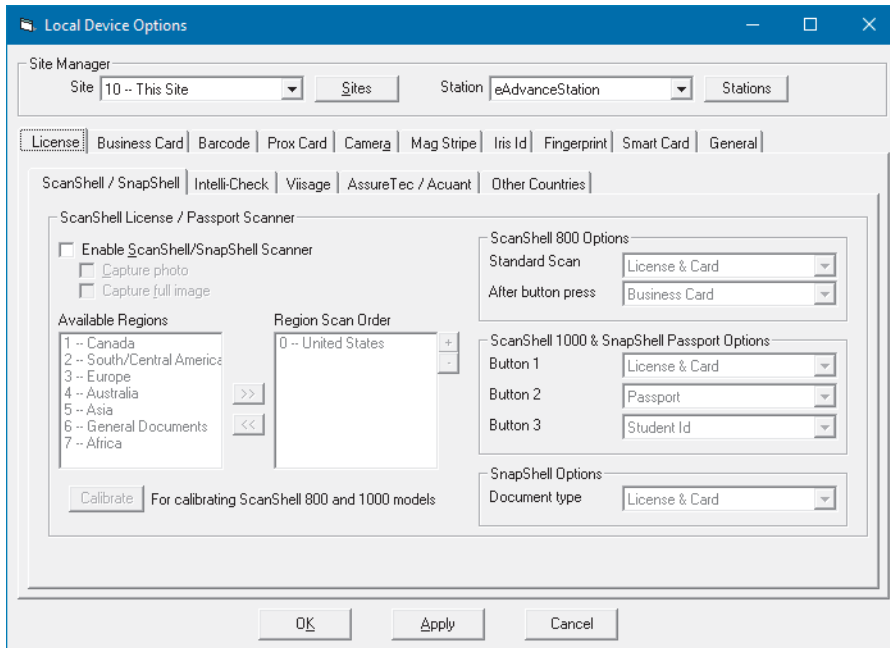 Local Device Options
Site Manager
Site 10 -- This Site Sites Station eAdvanceStation Stations
License Business Card Barcode Prox Card Camera Mag Stripe Iris Id Fingerprint Smart Card General
ScanShell / SnapShell Intelli-Check Viisage AssureTec / Acuant Other Countries
ScanShell License / Passport Scanner
Enable ScanShell/SnapShell Scanner
Capture photo
Capture full image
Available Regions
1 -- Canada
2 -- South/Central America
3 -- Europe
4 -- Australia
5 -- Asia
6 -- General Documents
7 -- Africa
>>
<<
Region Scan Order
0 -- United States
+
-
Calibrate For calibrating ScanShell 800 and 1000 models
ScanShell 800 Options
Standard Scan License & Card
After button press Business Card
ScanShell 1000 & SnapShell Passport Options
Button 1 License & Card
Button 2 Passport
Button 3 Student Id
SnapShell Options
Document type License & Card
OK Apply Cancel